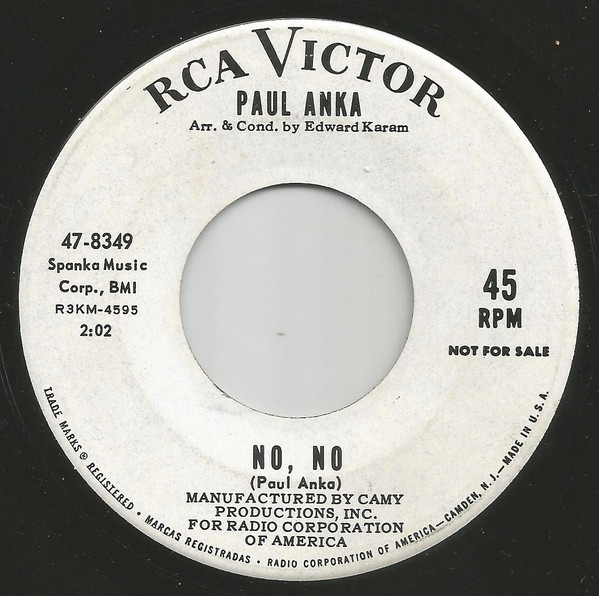 RCA VICTOR
PAUL ANKA
Arr. & Cond. by Edward Karam
47-8349
Spanka Music
Corp., BMI
R3KM-4595
2:02
45
RPM
NOT FOR SALE
NO, NO
(Paul Anka)
MANUFACTURED BY CAMY
PRODUCTIONS, INC.
FOR RADIO CORPORATION
OF AMERICA
TRADE MARKS ® REGISTERED • MARCAS REGISTRADAS • RADIO CORPORATION OF AMERICA—CAMDEN, N. J.—MADE IN U. S. A.